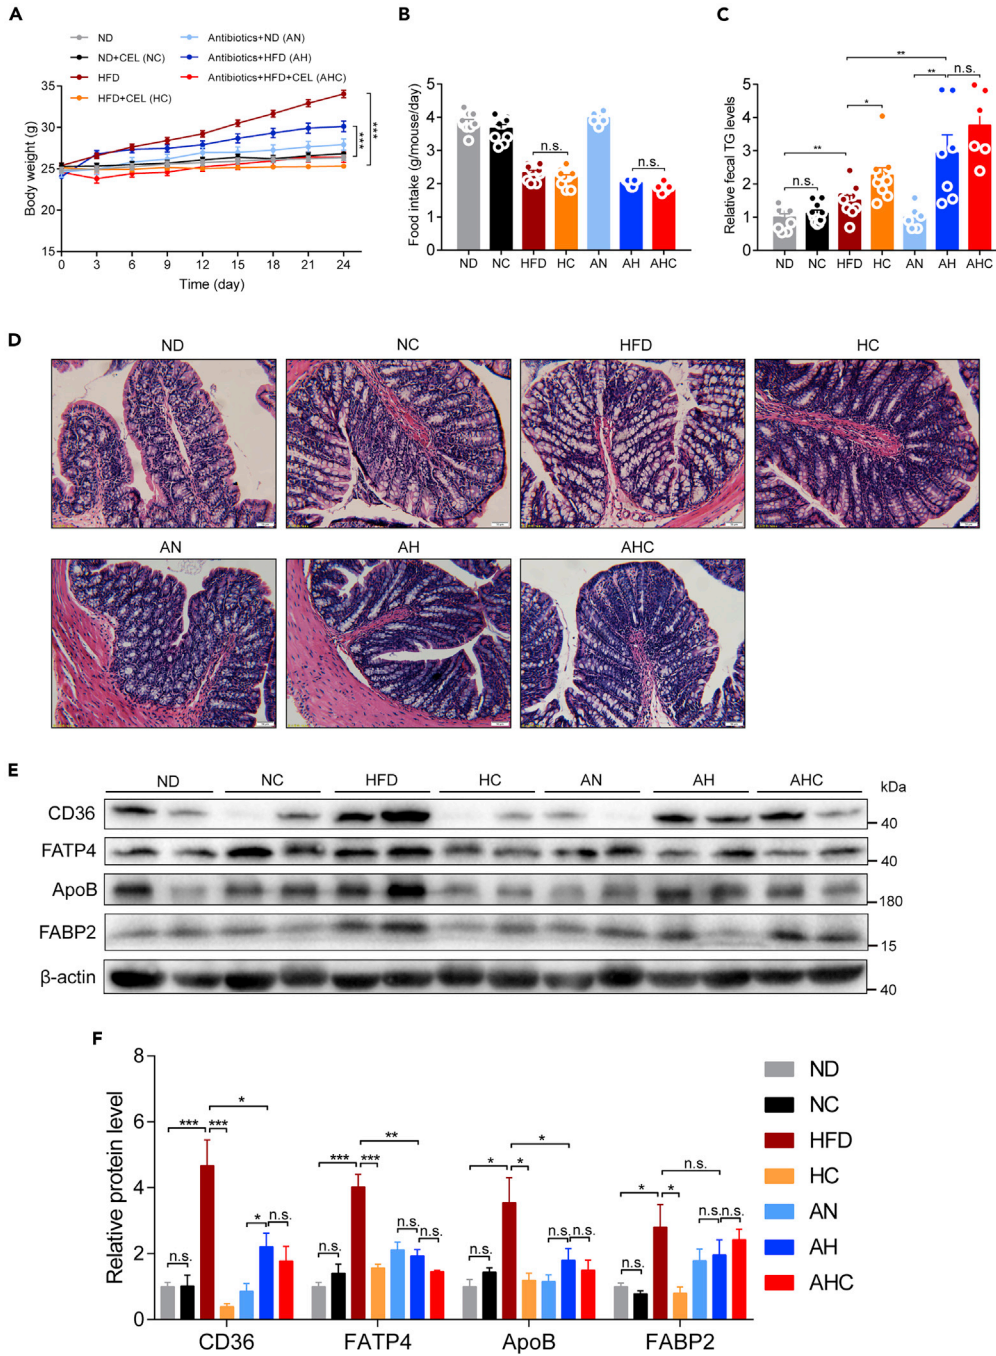 A
ND
ND+CEL (NC)
HFD
HFD+CEL (HC)
Antibiotics+ND (AN)
Antibiotics+HFD (AH)
Antibiotics+HFD+CEL (AHC)
Body weight (g)
35
30
25
20
15
0 3 6 9 12 15 18 21 24
Time (day)
***
***
B
Food intake (g/mouse/day)
5
4
3
2
1
0
n.s.
n.s.
ND NC HFD HC AN AH AHC
C
Relative fecal TG levels
5
4
3
2
1
0
**
** n.s.
*
**
n.s.
ND NC HFD HC AN AH AHC
D
ND NC HFD HC
AN AH AHC
E
ND NC HFD HC AN AH AHC kDa
CD36 40
FATP4 40
ApoB 180
FABP2 15
β-actin 40
F
Relative protein level
8
6
4
2
0
n.s. *** *** * * n.s.
n.s. *** *** ** n.s. n.s.
n.s. * * * n.s. n.s.
n.s. * * n.s. n.s. n.s.
CD36 FATP4 ApoB FABP2
ND
NC
HFD
HC
AN
AH
AHC